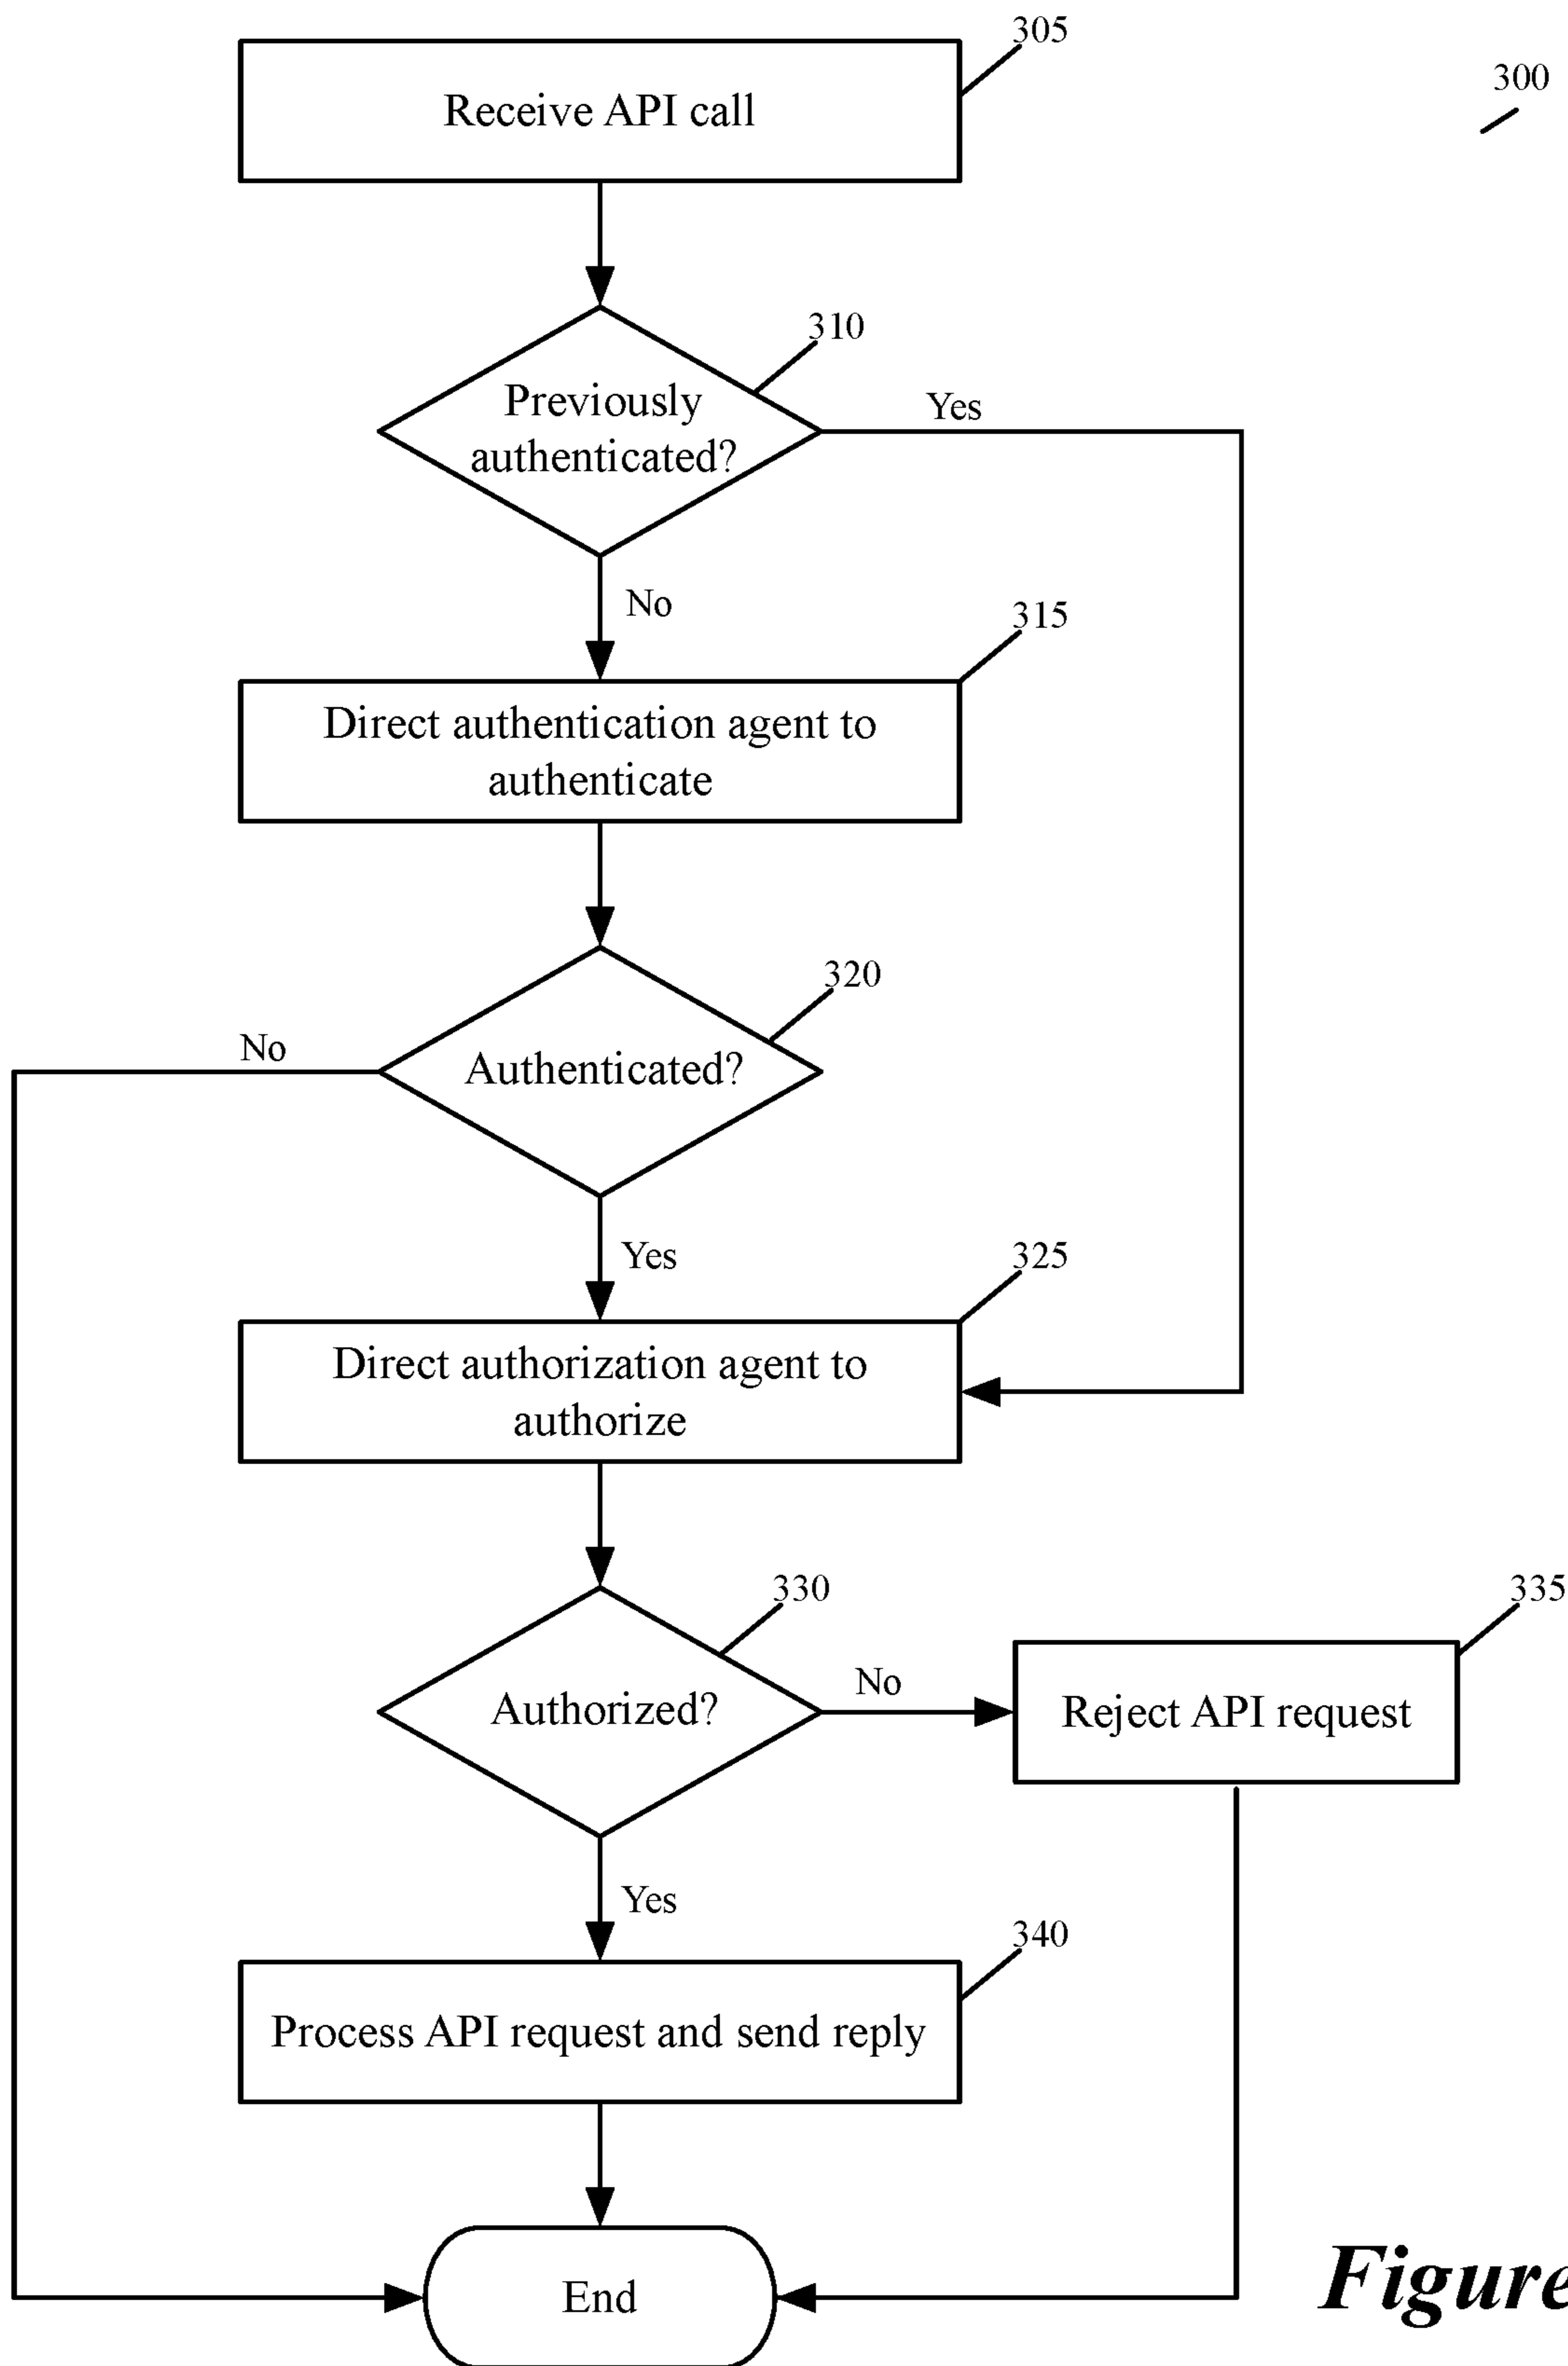 305
300
Receive API call
310
Previously
authenticated?
Yes
No
315
Direct authentication agent to
authenticate
320
No
Authenticated?
Yes
325
Direct authorization agent to
authorize
330
335
Authorized?
No
Reject API request
Yes
340
Process API request and send reply
End
Figure